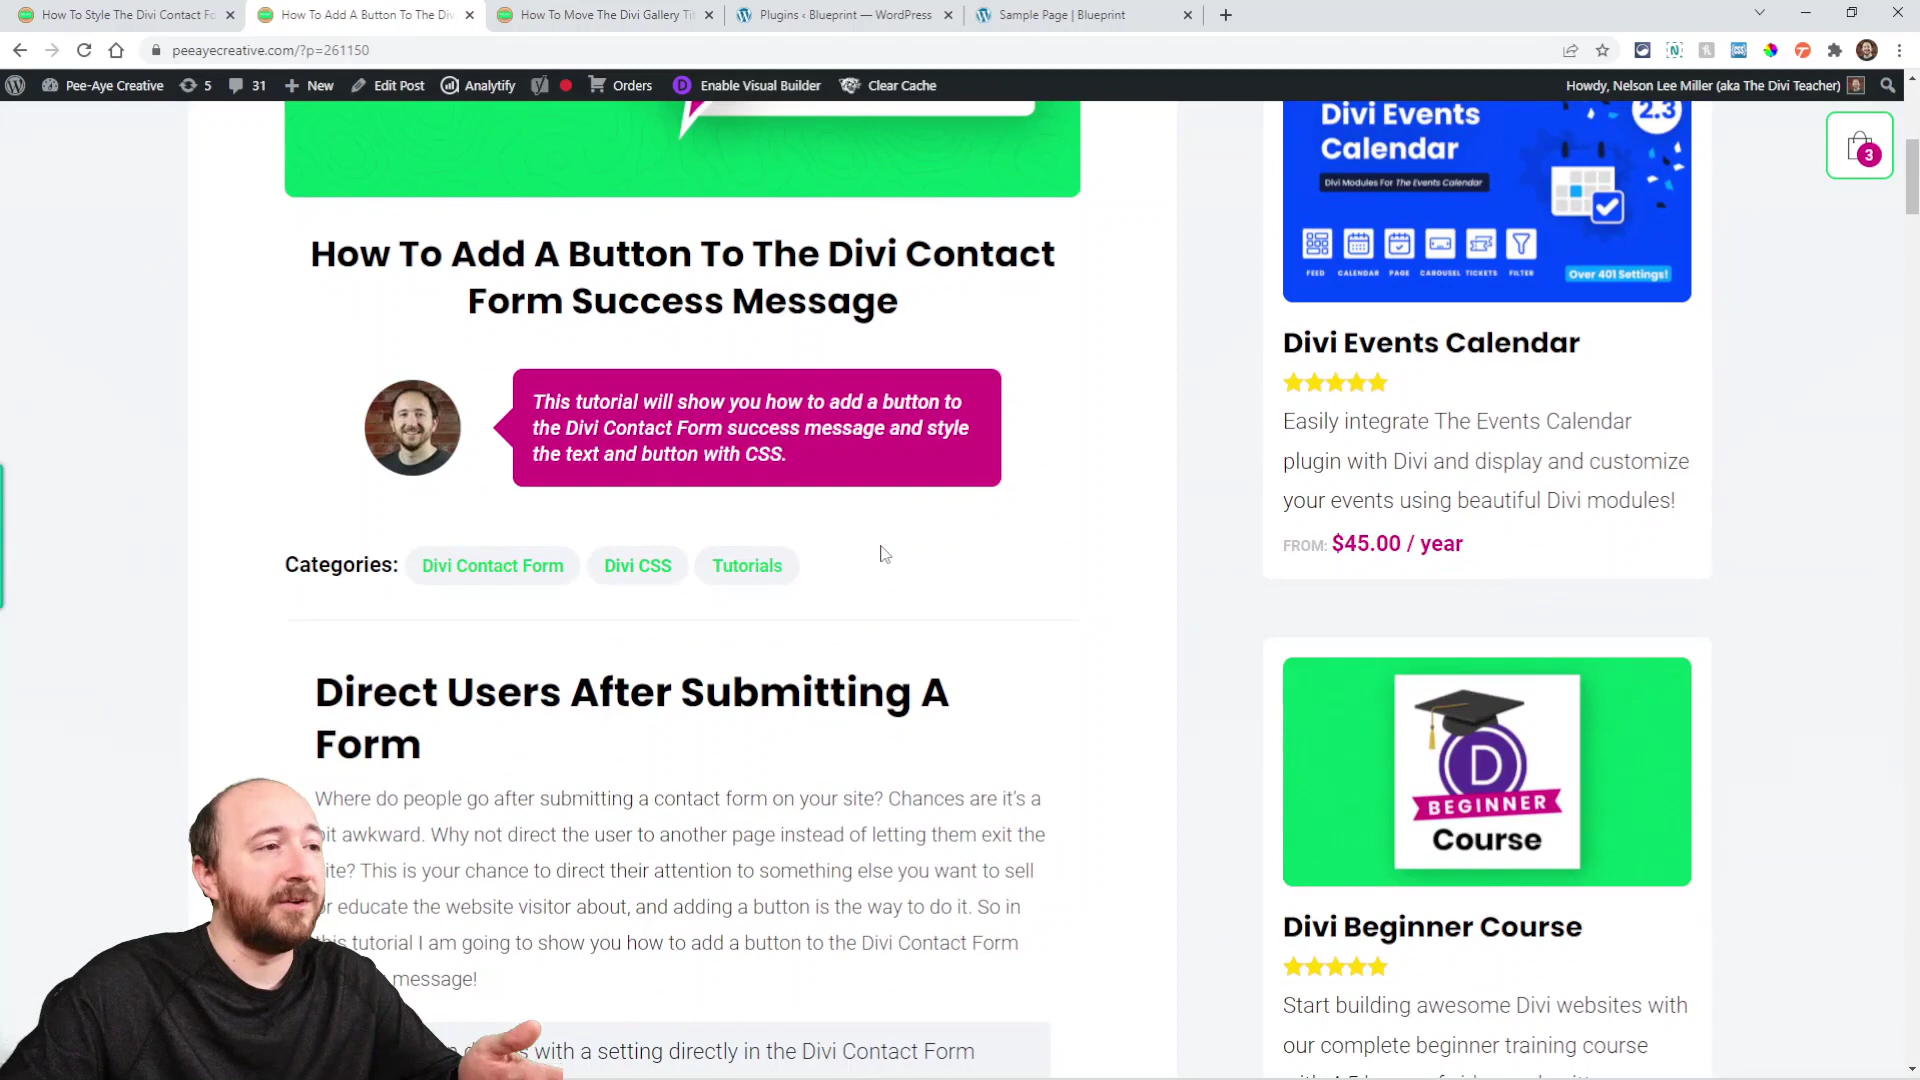 How To Style The Divi Contact Fo
How To Add A Button To The Div
How To Move The Divi Gallery Tit
Plugins ‹ Blueprint — WordPress
Sample Page | Blueprint
peeayecreative.com/?p=261150
Pee-Aye Creative
5
31
New
Edit Post
Analytify
Orders
Enable Visual Builder
Clear Cache
Howdy, Nelson Lee Miller (aka The Divi Teacher)
3
How To Add A Button To The Divi Contact
Form Success Message
This tutorial will show you how to add a button to
the Divi Contact Form success message and style
the text and button with CSS.
Categories:
Divi Contact Form
Divi CSS
Tutorials
Direct Users After Submitting A
Form
Where do people go after submitting a contact form on your site? Chances are it's a
bit awkward. Why not direct the user to another page instead of letting them exit the
site? This is your chance to direct their attention to something else you want to sell
or educate the website visitor about, and adding a button is the way to do it. So in
this tutorial I am going to show you how to add a button to the Divi Contact Form
message!
with a setting directly in the Divi Contact Form
Divi Events
Calendar
2.3
Divi Modules For The Events Calendar
FEED
CALENDAR
PAGE
CAROUSEL
TICKETS
FILTER
Over 401 Settings!
Divi Events Calendar
Easily integrate The Events Calendar
plugin with Divi and display and customize
your events using beautiful Divi modules!
FROM: $45.00 / year
D
BEGINNER
Course
Divi Beginner Course
Start building awesome Divi websites with
our complete beginner training course